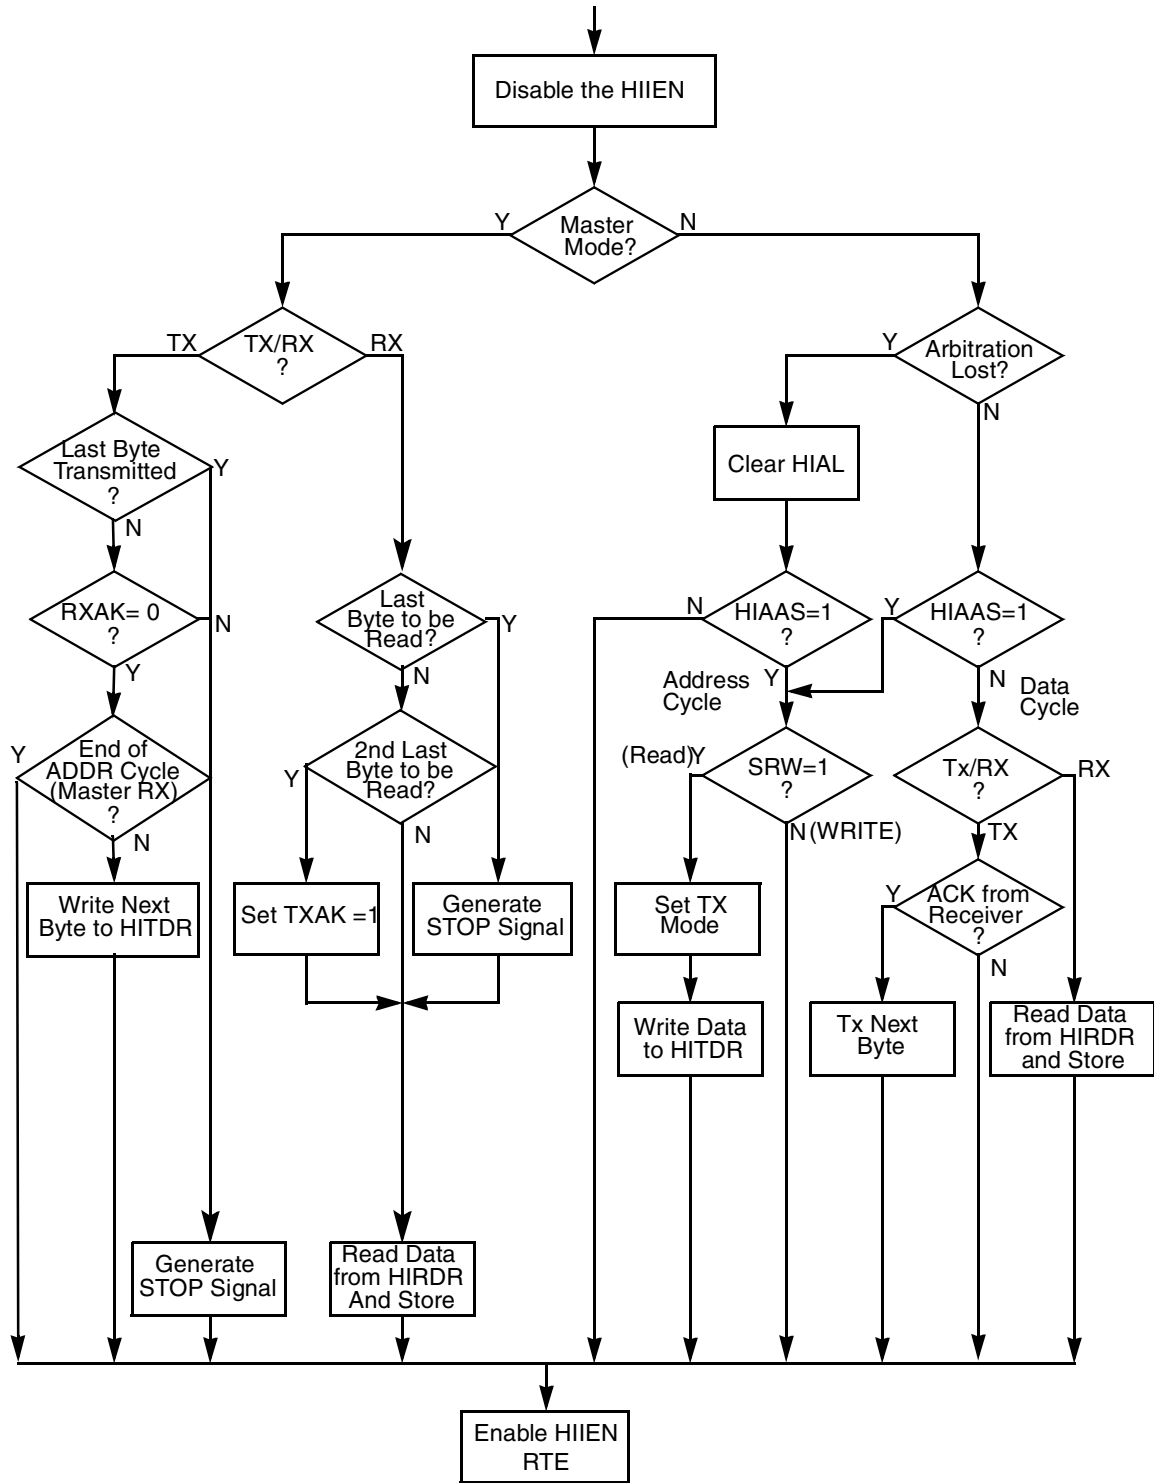 Disable the HIIEN
Y
Master
Mode?
N
TX
TX/RX
?
RX
Y
Arbitration
Lost?
N
Last Byte
Transmitted
?
Y
N
Clear HIAL
RXAK= 0
?
N
Y
Last
Byte to be
Read?
Y
N
N
HIAAS=1
?
Y
Address
Cycle
Y
HIAAS=1
?
N
Data
Cycle
Y
End of
ADDR Cycle
(Master RX)
?
N
Y
2nd Last
Byte to be
Read?
N
(Read)Y
SRW=1
?
N (WRITE)
Tx/RX
?
RX
TX
Write Next
Byte to HITDR
Set TXAK =1
Generate
STOP Signal
Set TX
Mode
Y
ACK from
Receiver
?
N
Write Data
to HITDR
Tx Next
Byte
Read Data
from HIRDR
and Store
Generate
STOP Signal
Read Data
from HIRDR
And Store
Enable HIIEN
RTE